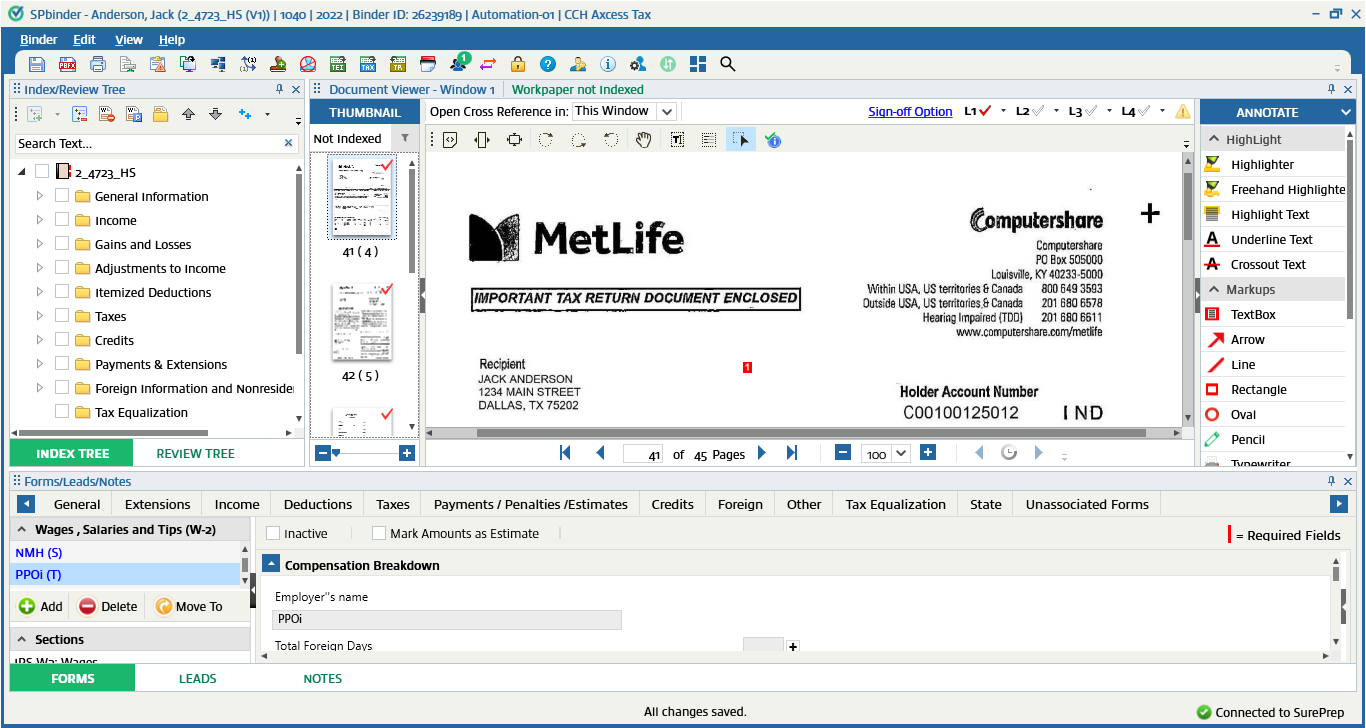 SPbinder - Anderson, Jack (2_4723_HS (V1)) | 1040 | 2022 | Binder ID: 26239189 | Automation-01 | CCH Axcess Tax
Binder Edit View Help
PBFX TEI TAX TR 1
Index/Review Tree
Search Text...
2_4723_HS
General Information
Income
Gains and Losses
Adjustments to Income
Itemized Deductions
Taxes
Credits
Payments & Extensions
Foreign Information and Nonreside
Tax Equalization
INDEX TREE REVIEW TREE
Document Viewer - Window 1 Workpaper not Indexed
THUMBNAIL
Not Indexed
41 ( 4 )
42 ( 5 )
Open Cross Reference in: This Window
Sign-off Option L1 L2 L3 L4
MetLife
IMPORTANT TAX RETURN DOCUMENT ENCLOSED
Recipient
JACK ANDERSON
1234 MAIN STREET
DALLAS, TX 75202
1
Computershare
Computershare
PO Box 505000
Louisville, KY 40233-5000
Within USA, US territories & Canada 800 649 3593
Outside USA, US territories & Canada 201 680 6578
Hearing Impaired (TDD) 201 680 6611
www.computershare.com/metlife
Holder Account Number
C00100125012 I N D
41 of 45 Pages 100
ANNOTATE
HighLight
Highlighter
Freehand Highlighte
Highlight Text
Underline Text
Crossout Text
Markups
TextBox
Arrow
Line
Rectangle
Oval
Pencil
Typewriter
Forms/Leads/Notes
General Extensions Income Deductions Taxes Payments / Penalties /Estimates Credits Foreign Other Tax Equalization State Unassociated Forms
Wages , Salaries and Tips (W-2)
NMH (S)
PPOi (T)
Add Delete Move To
Sections
IRS W2: Wages
Inactive Mark Amounts as Estimate = Required Fields
Compensation Breakdown
Employer"s name
PPOi
Total Foreign Days
FORMS LEADS NOTES
All changes saved. Connected to SurePrep